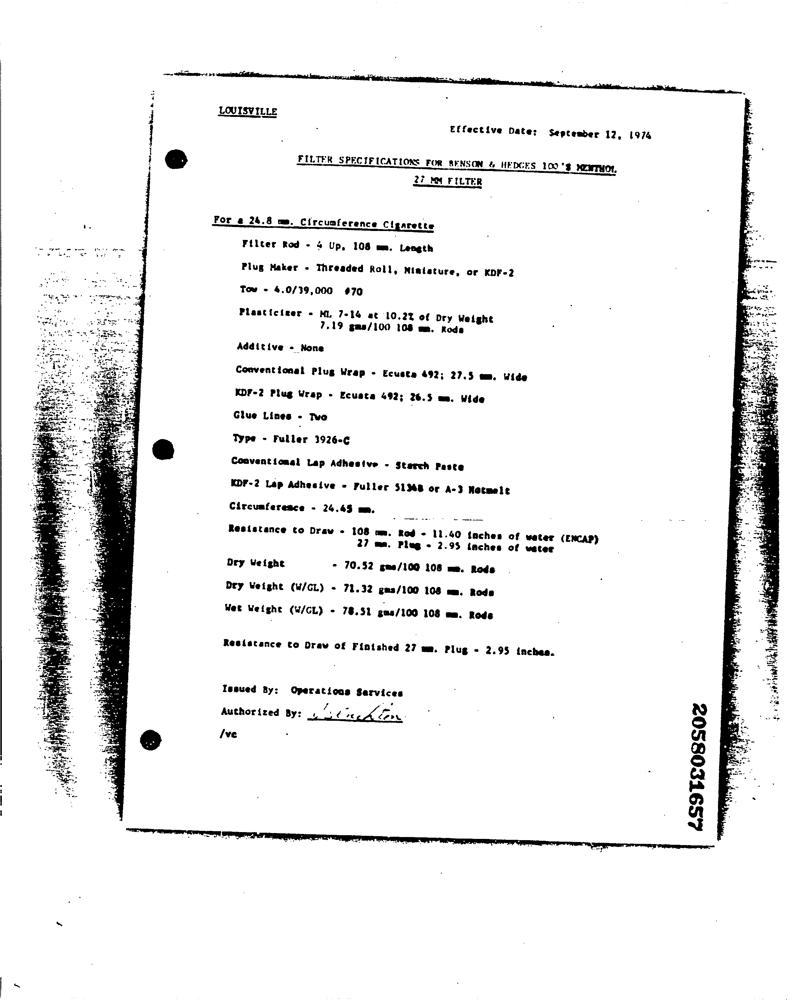 LOUISVILLE
Effective Date: September 12, 1974
FILTER SPECIFICATIONS FOR BENSON & HEDGES 100'S MENTHOL
27 MM FILTER
For a 24.8 mm. Circumference Cigarette
Filter Rod - 4 Up, 108 mm. Length
Plug Maker - Threaded Roll, Miniature, or KDF-2
Tow - 4.0/39,000 #70
Plasticizer - ML 7-14 at 10.2% of Dry Weight
7.19 gms/100 108 mm. Rods
Additive - None
Conventional Plug Wrap - Ecusta 492; 27.5 mm. Wide
KDF-2 Plug Wrap - Ecusta 492; 26.5 mm. Wide
Glue Lines - Two
Type - Fuller 3926-C
Conventional Lap Adhesive - Starch Paste
KDF-2 Lap Adhesive - Fuller 5134B or A-3 Hotmelt
Circumference - 24.45 mm.
Resistance to Draw - 108 mm. Rod - 11.40 inches of water (ENCAP)
27 mm. Plug - 2.95 inches of water
Dry Weight - 70.52 gms/100 108 mm. Rods
Dry Weight (W/GL) - 71.32 gms/100 108 mm. Rods
Wet Weight (W/GL) - 78.51 gms/100 108 mm. Rods
Resistance to Draw of Finished 27 mm. Plug - 2.95 inches.
Issued By: Operations Services
Authorized By:
/vc
2058031657